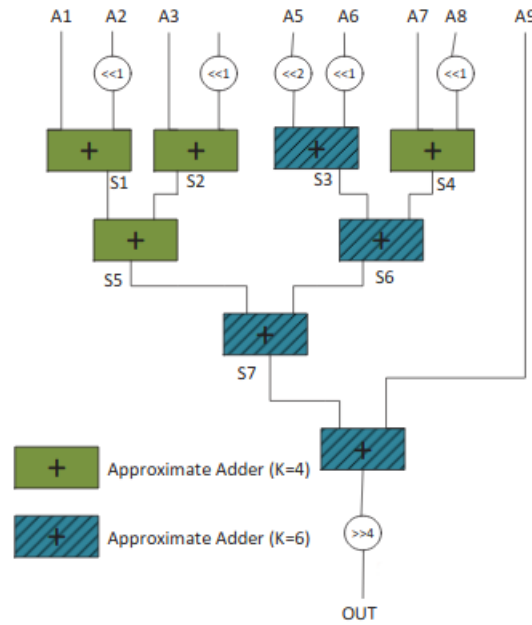 A1 A2 A3 A5 A6 A7 A8 A9
<<1 <<1 <<2 <<1 <<1
+ + + +
S1 S2 S3 S4
+ +
S5 S6
+
S7
+
+ Approximate Adder (K=4)
+ Approximate Adder (K=6)
>>4
OUT